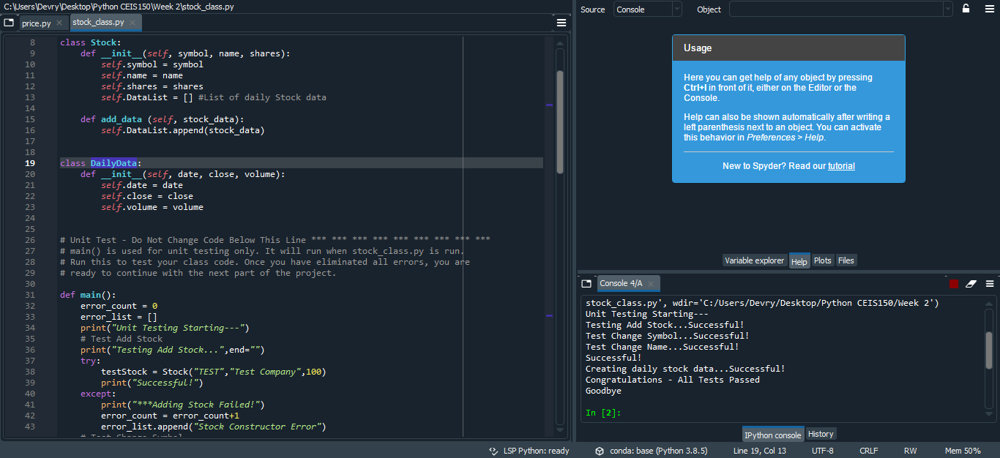 C:\Users\Devry\Desktop\Python CEIS150\Week 2\stock_class.py
price.py
stock_class.py
8 class Stock:
9     def __init__(self, symbol, name, shares):
10         self.symbol = symbol
11         self.name = name
12         self.shares = shares
13         self.DataList = [] #List of daily Stock data
14
15     def add_data (self, stock_data):
16         self.DataList.append(stock_data)
17
18
19 class DailyData:
20     def __init__(self, date, close, volume):
21         self.date = date
22         self.close = close
23         self.volume = volume
24
25
26 # Unit Test - Do Not Change Code Below This Line *** *** *** *** *** *** *** *** ***
27 # main() is used for unit testing only. It will run when stock_class.py is run.
28 # Run this to test your class code. Once you have eliminated all errors, you are
29 # ready to continue with the next part of the project.
30
31 def main():
32     error_count = 0
33     error_list = []
34     print("Unit Testing Starting---")
35     # Test Add Stock
36     print("Testing Add Stock...",end="")
37     try:
38         testStock = Stock("TEST","Test Company",100)
39         print("Successful!")
40     except:
41         print("***Adding Stock Failed!")
42         error_count = error_count+1
43         error_list.append("Stock Constructor Error")
# Test Change Symbol
Source Console Object
Usage
Here you can get help of any object by pressing
Ctrl+I in front of it, either on the Editor or the
Console.
Help can also be shown automatically after writing a
left parenthesis next to an object. You can activate
this behavior in Preferences > Help.
New to Spyder? Read our tutorial
Variable explorer Help Plots Files
Console 4/A
stock_class.py', wdir='C:/Users/Devry/Desktop/Python CEIS150/Week 2')
Unit Testing Starting---
Testing Add Stock...Successful!
Test Change Symbol...Successful!
Test Change Name...Successful!
Successful!
Creating daily stock data...Successful!
Congratulations - All Tests Passed
Goodbye
In [2]:
IPython console History
LSP Python: ready conda: base (Python 3.8.5) Line 19, Col 13 UTF-8 CRLF RW Mem 50%